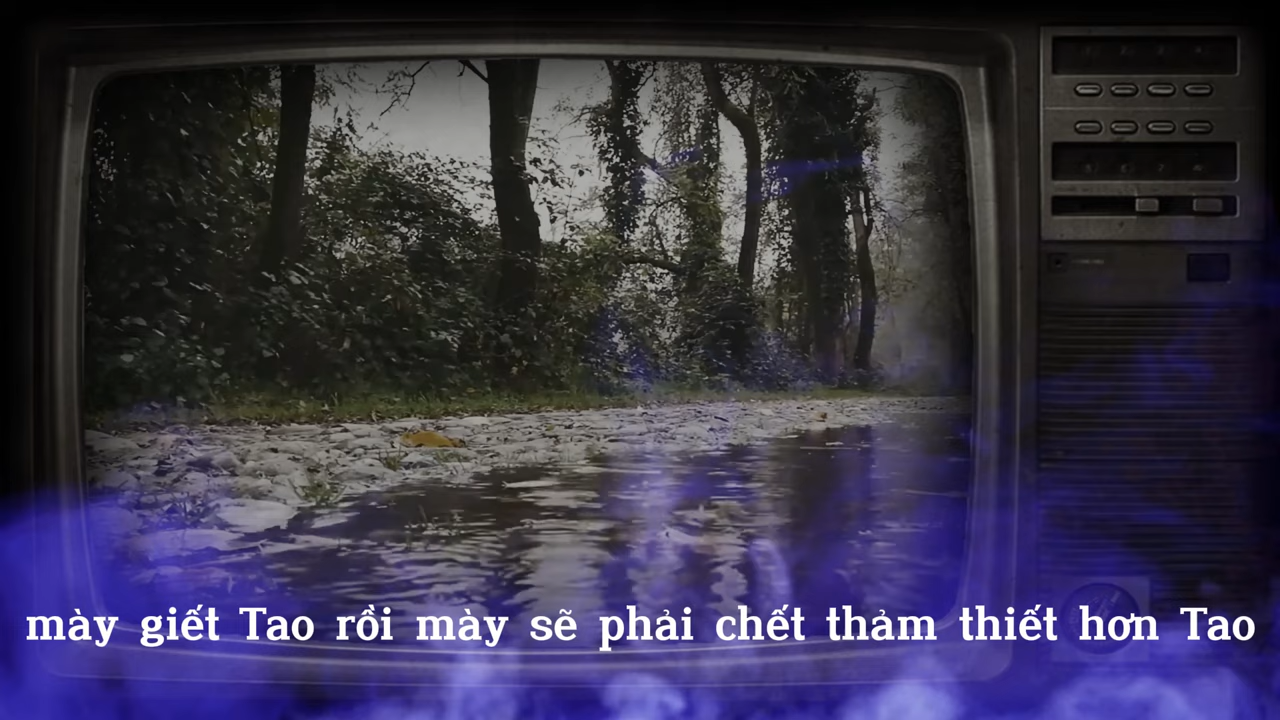 mày giết Tao rồi mày sẽ phải chết thảm thiết hơn Tao